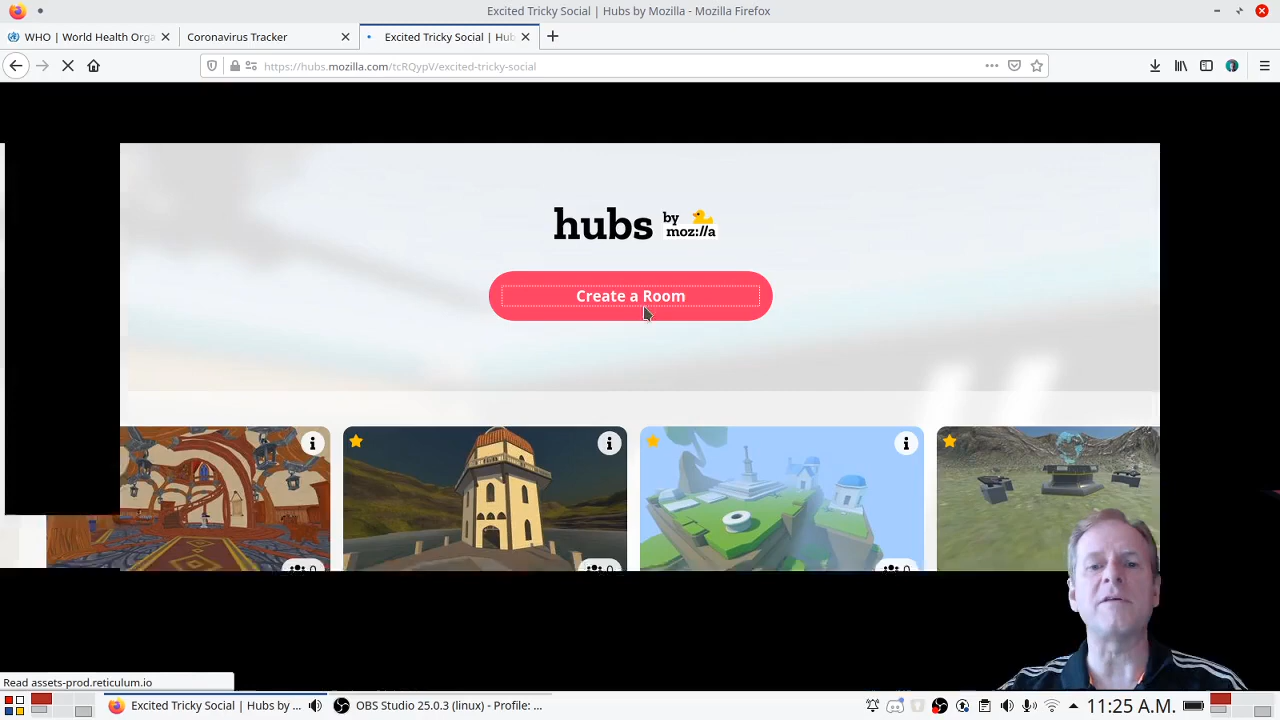 Excited Tricky Social | Hubs by Mozilla - Mozilla Firefox
WHO | World Health Orga
Coronavirus Tracker
Excited Tricky Social | Hub
https://hubs.mozilla.com/tcRQypV/excited-tricky-social
hubs by moz://a
Create a Room
0
0
Read assets-prod.reticulum.io
Excited Tricky Social | Hubs by ...
OBS Studio 25.0.3 (linux) - Profile: ...
11:25 A.M.